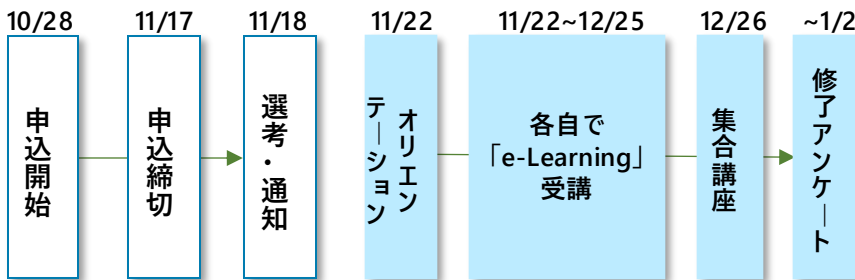 10/28
11/17
11/18
11/22
11/22~12/25
12/26
~1/2
申込開始
申込締切
選考・通知
オリエン
テーション
各自で
「e-Learning」
受講
集合講座
修了アンケート